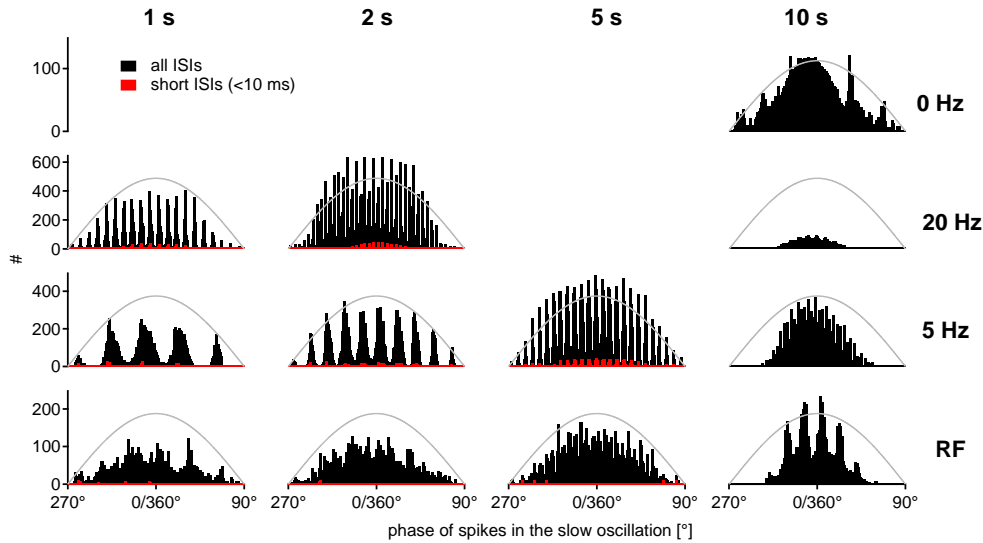 1 s 2 s 5 s 10 s
all ISIs
short ISIs (<10 ms)
100
0
0 Hz
600
400
200
0
20 Hz
#
400
200
0
5 Hz
200
100
0
RF
270° 0/360° 90° 270° 0/360° 90° 270° 0/360° 90° 270° 0/360° 90°
phase of spikes in the slow oscillation [°]